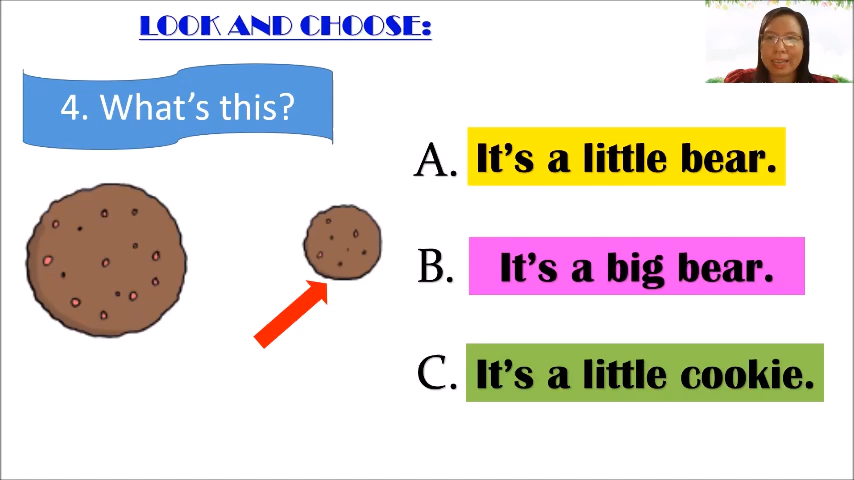 LOOK AND CHOOSE:
4. What's this?
A. It's a little bear.
B. It's a big bear.
C. It's a little cookie.